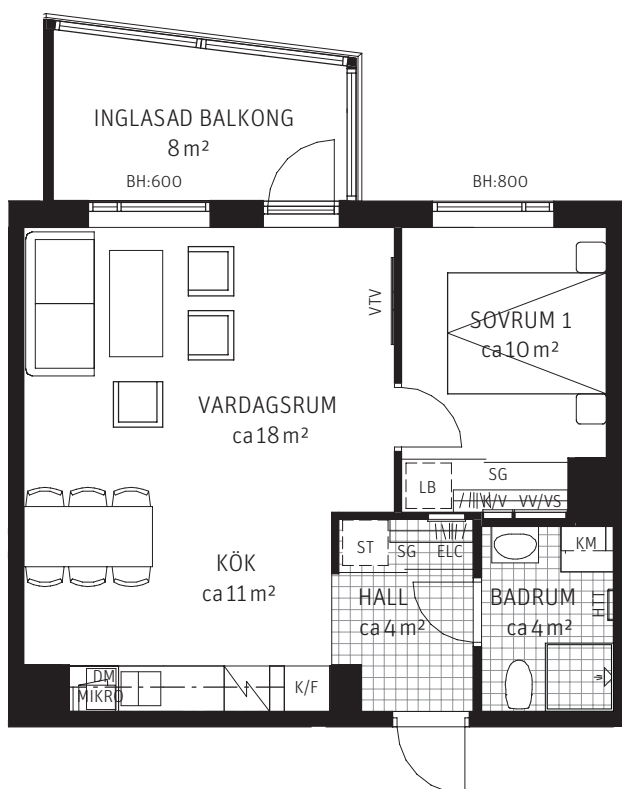 INGLASAD BALKONG
8 m²
BH:600
BH:800
VTV
SOVRUM 1
ca 10 m²
VARDAGSRUM
ca 18 m²
LB
SG
K/V VV/VS
ST
SG
ELC
KM
KÖK
ca 11 m²
HALL
ca 4 m²
BADRUM
ca 4 m²
HTT
DM
MIKRO
K/F